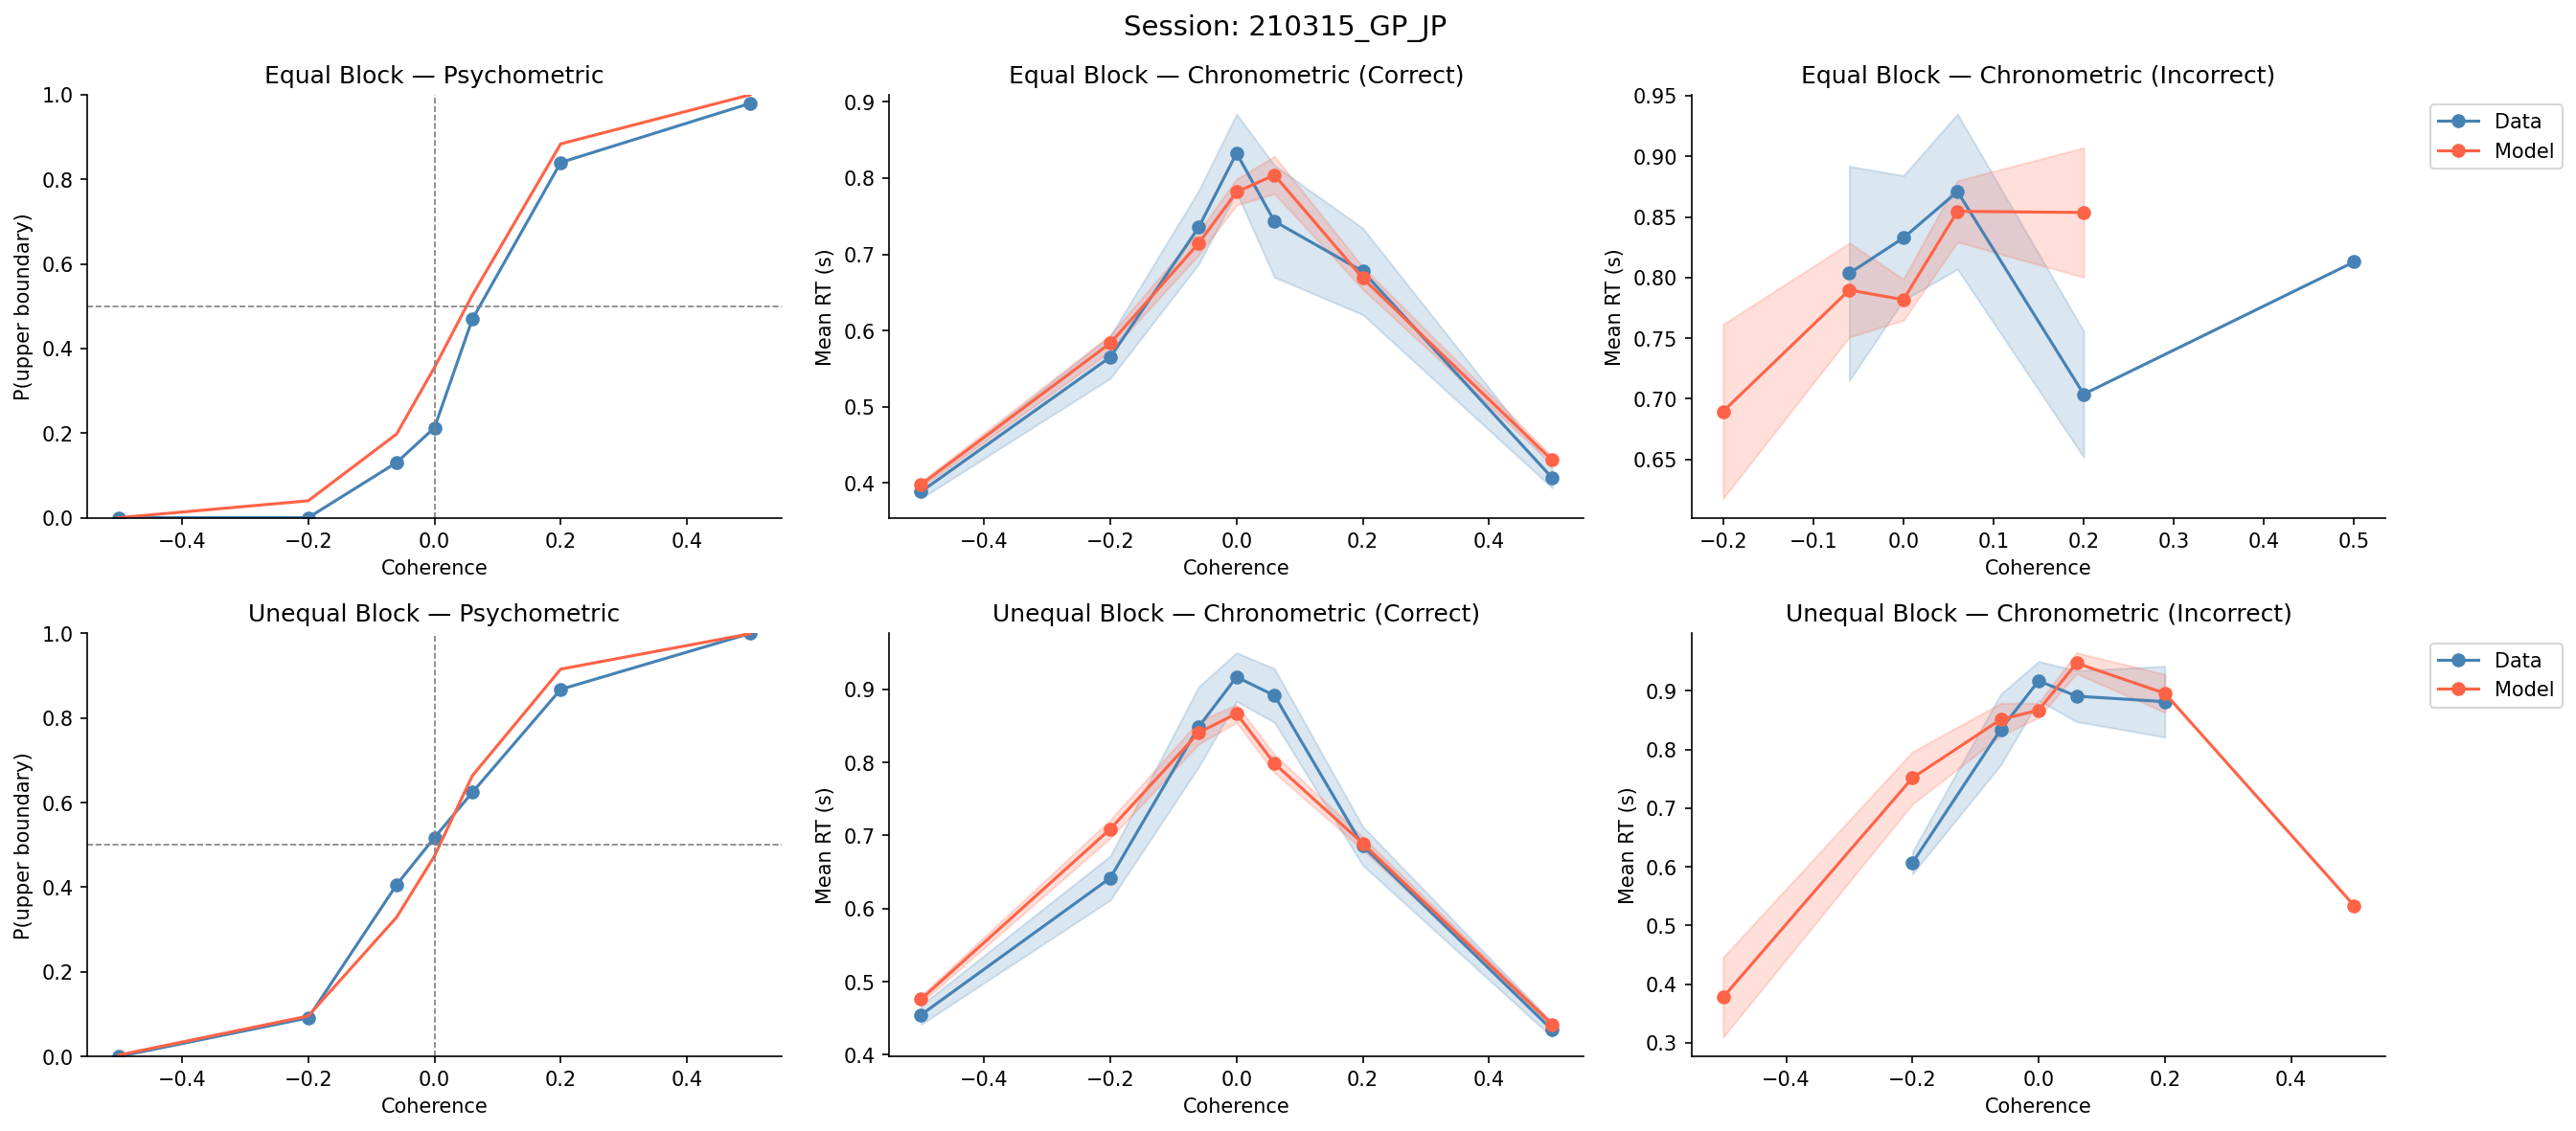 Session: 210315_GP_JP
Equal Block — Psychometric
1.0
0.8
0.6
0.4
0.2
0.0
P(upper boundary)
−0.4 −0.2 0.0 0.2 0.4
Coherence
Equal Block — Chronometric (Correct)
0.9
0.8
0.7
0.6
0.5
0.4
Mean RT (s)
−0.4 −0.2 0.0 0.2 0.4
Coherence
Equal Block — Chronometric (Incorrect)
0.95
0.90
0.85
0.80
0.75
0.70
0.65
Mean RT (s)
−0.2 −0.1 0.0 0.1 0.2 0.3 0.4 0.5
Coherence
Data
Model
Unequal Block — Psychometric
1.0
0.8
0.6
0.4
0.2
0.0
P(upper boundary)
−0.4 −0.2 0.0 0.2 0.4
Coherence
Unequal Block — Chronometric (Correct)
0.9
0.8
0.7
0.6
0.5
0.4
Mean RT (s)
−0.4 −0.2 0.0 0.2 0.4
Coherence
Unequal Block — Chronometric (Incorrect)
0.9
0.8
0.7
0.6
0.5
0.4
0.3
Mean RT (s)
−0.4 −0.2 0.0 0.2 0.4
Coherence
Data
Model